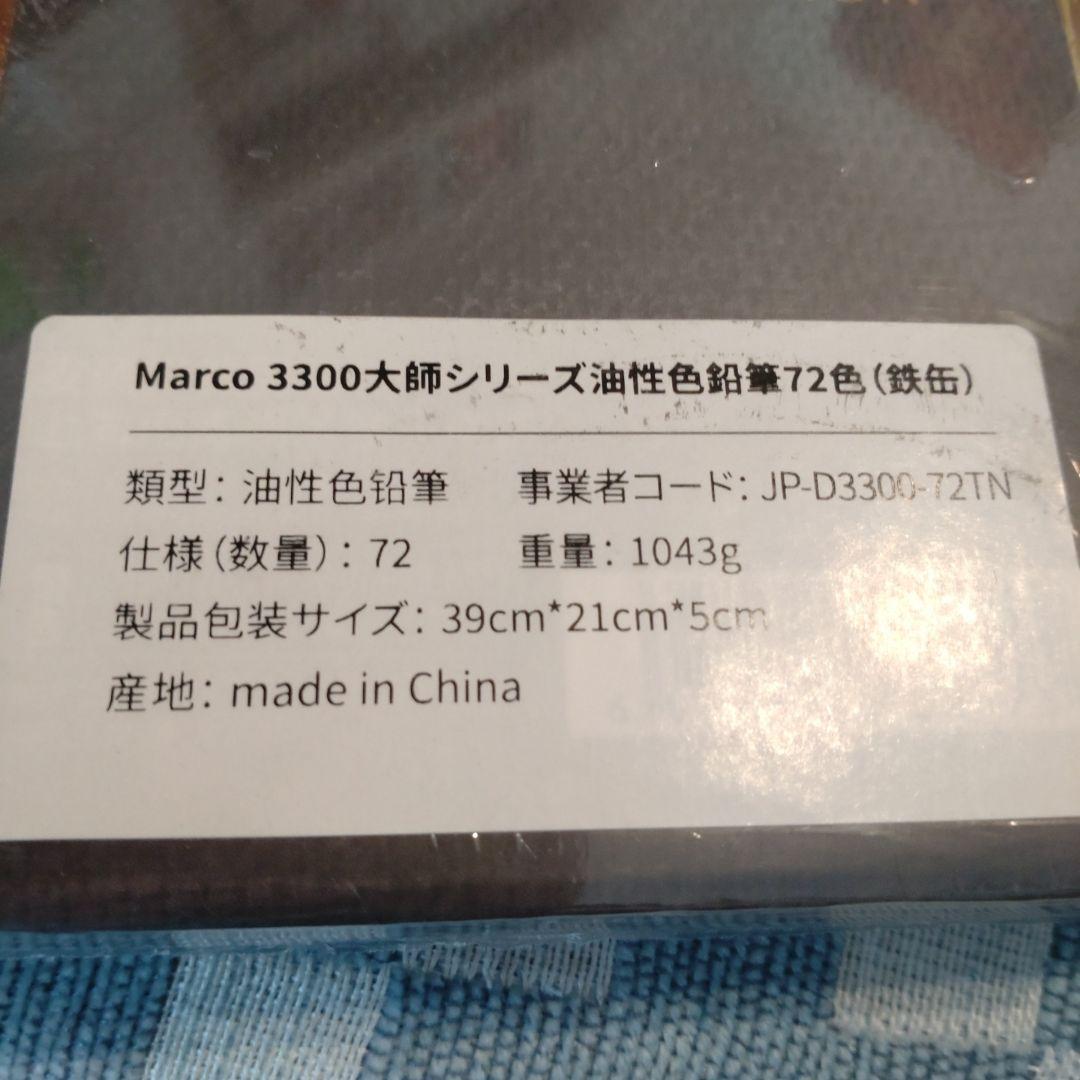 Marco 3300大師シリーズ油性色鉛筆72色（鉄缶）
類型：油性色铅筆 事業者コード：JP-D3300-72TN
仕様（数量）：72 重量：1043g
製品包装サイズ：39cm*21cm*5cm
産地：made in China